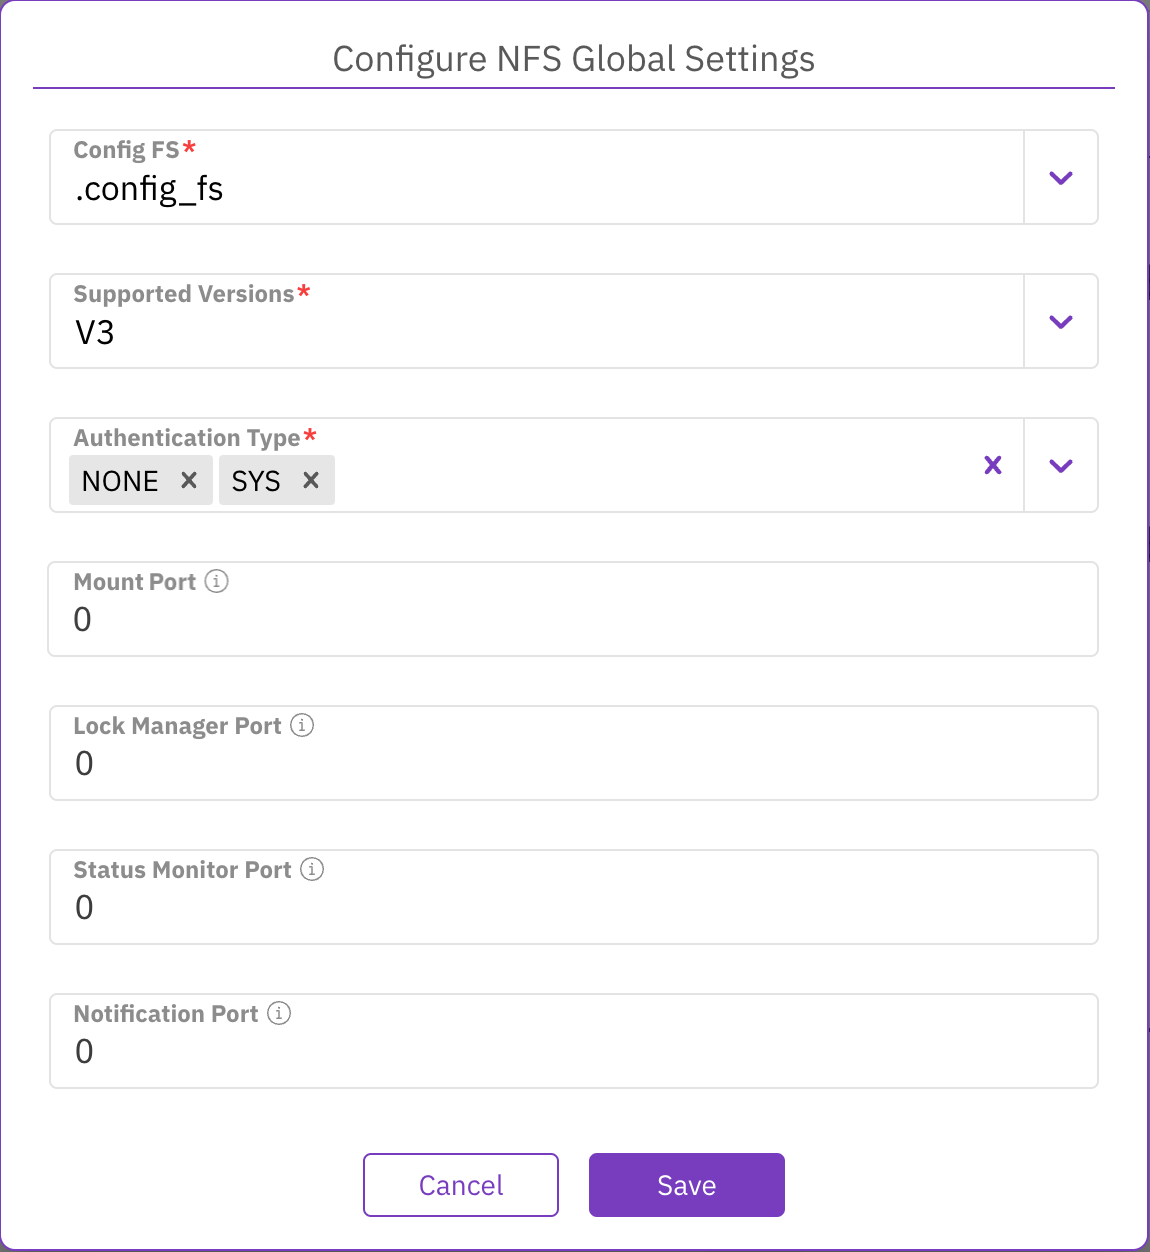 Configure NFS Global Settings
Config FS*
.config_fs
Supported Versions*
V3
Authentication Type*
NONE SYS
Mount Port
0
Lock Manager Port
0
Status Monitor Port
0
Notification Port
0
Cancel Save